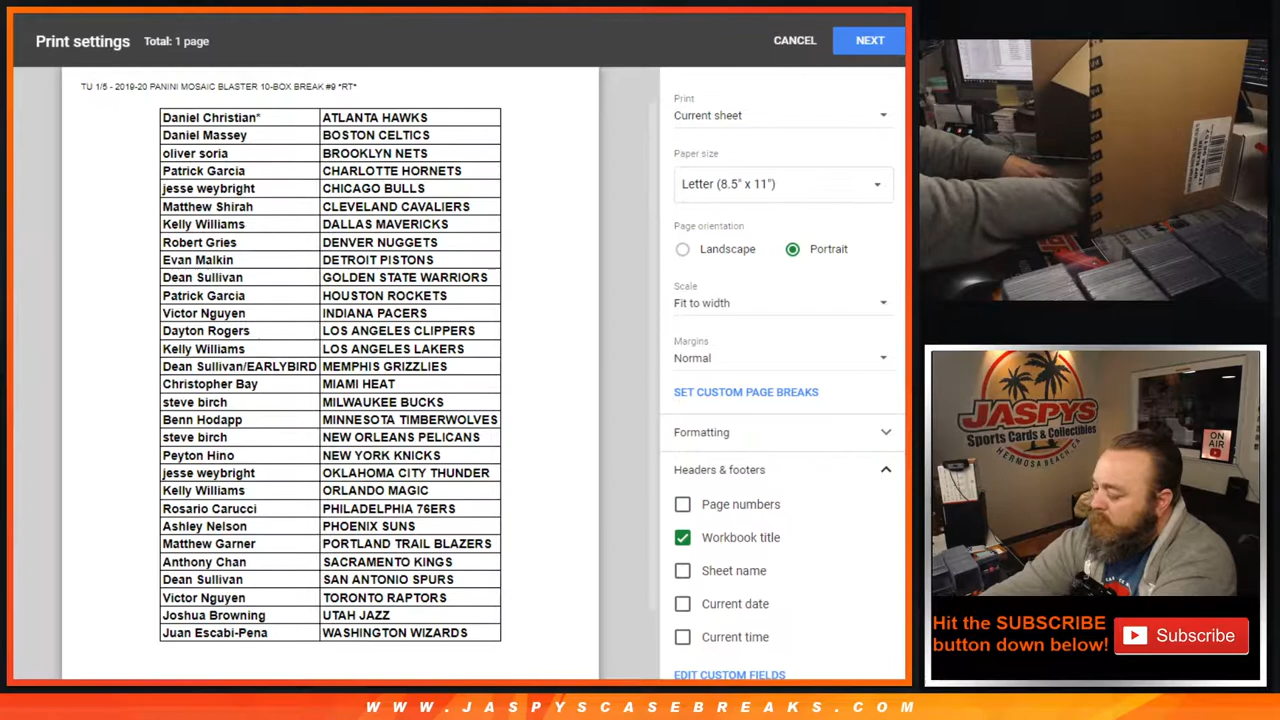 Print settings Total: 1 page CANCEL NEXT
TU 1/5 - 2019-20 PANINI MOSAIC BLASTER 10-BOX BREAK #9 *RT*
Daniel Christian* ATLANTA HAWKS
Daniel Massey BOSTON CELTICS
oliver soria BROOKLYN NETS
Patrick Garcia CHARLOTTE HORNETS
jesse weybright CHICAGO BULLS
Matthew Shirah CLEVELAND CAVALIERS
Kelly Williams DALLAS MAVERICKS
Robert Gries DENVER NUGGETS
Evan Malkin DETROIT PISTONS
Dean Sullivan GOLDEN STATE WARRIORS
Patrick Garcia HOUSTON ROCKETS
Victor Nguyen INDIANA PACERS
Dayton Rogers LOS ANGELES CLIPPERS
Kelly Williams LOS ANGELES LAKERS
Dean Sullivan/EARLYBIRD MEMPHIS GRIZZLIES
Christopher Bay MIAMI HEAT
steve birch MILWAUKEE BUCKS
Benn Hodapp MINNESOTA TIMBERWOLVES
steve birch NEW ORLEANS PELICANS
Peyton Hino NEW YORK KNICKS
jesse weybright OKLAHOMA CITY THUNDER
Kelly Williams ORLANDO MAGIC
Rosario Carucci PHILADELPHIA 76ERS
Ashley Nelson PHOENIX SUNS
Matthew Garner PORTLAND TRAIL BLAZERS
Anthony Chan SACRAMENTO KINGS
Dean Sullivan SAN ANTONIO SPURS
Victor Nguyen TORONTO RAPTORS
Joshua Browning UTAH JAZZ
Juan Escabi-Pena WASHINGTON WIZARDS
Print
Current sheet
Paper size
Letter (8.5" x 11")
Page orientation
Landscape Portrait
Scale
Fit to width
Margins
Normal
SET CUSTOM PAGE BREAKS
Formatting
Headers & footers
Page numbers
Workbook title
Sheet name
Current date
Current time
EDIT CUSTOM FIELDS
JASPYS
Sports Cards & Collectibles
HERMOSA BEACH, CA
ON
AIR
Hit the SUBSCRIBE
button down below!
Subscribe
WWW.JASPYSCASEBREAKS.COM